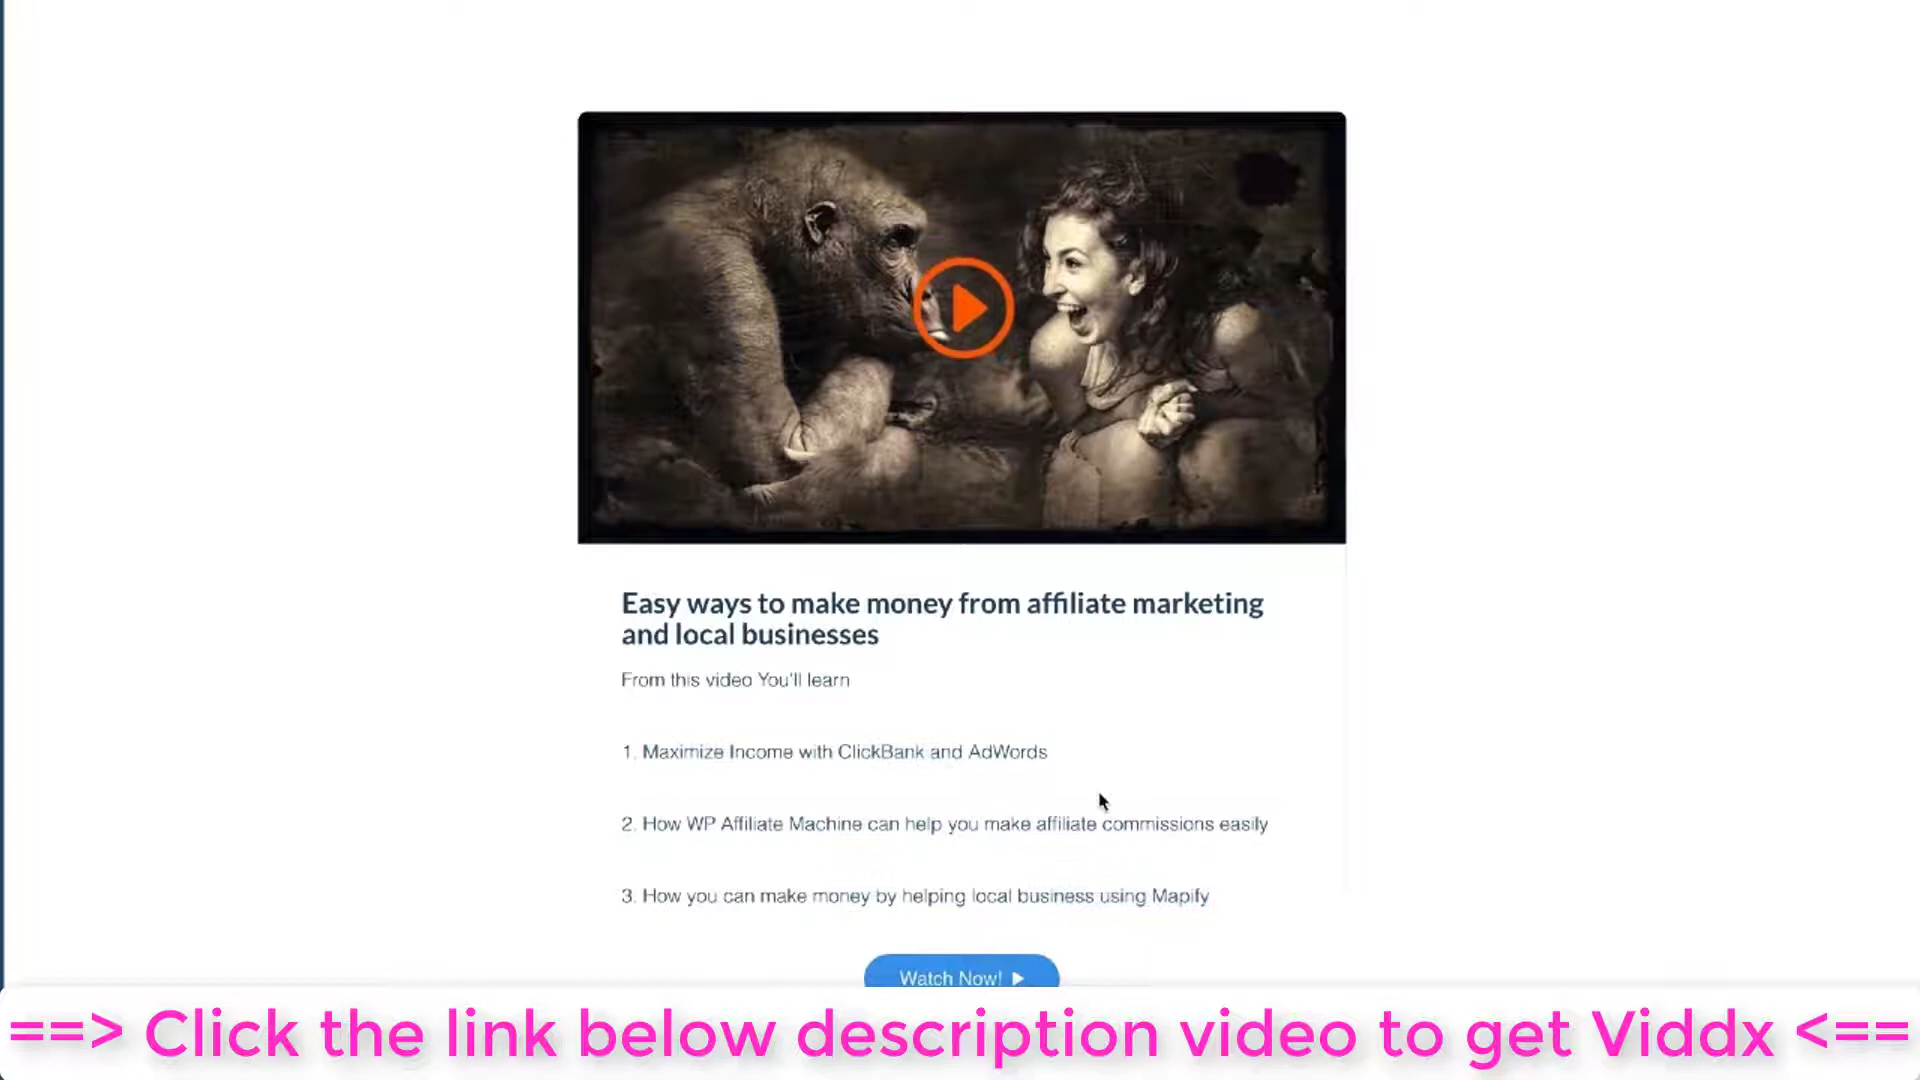 Easy ways to make money from affiliate marketing
and local businesses
From this video You'll learn
1. Maximize Income with ClickBank and AdWords
2. How WP Affiliate Machine can help you make affiliate commissions easily
3. How you can make money by helping local business using Mapify
Watch Now!
==> Click the link below description video to get Viddx <==